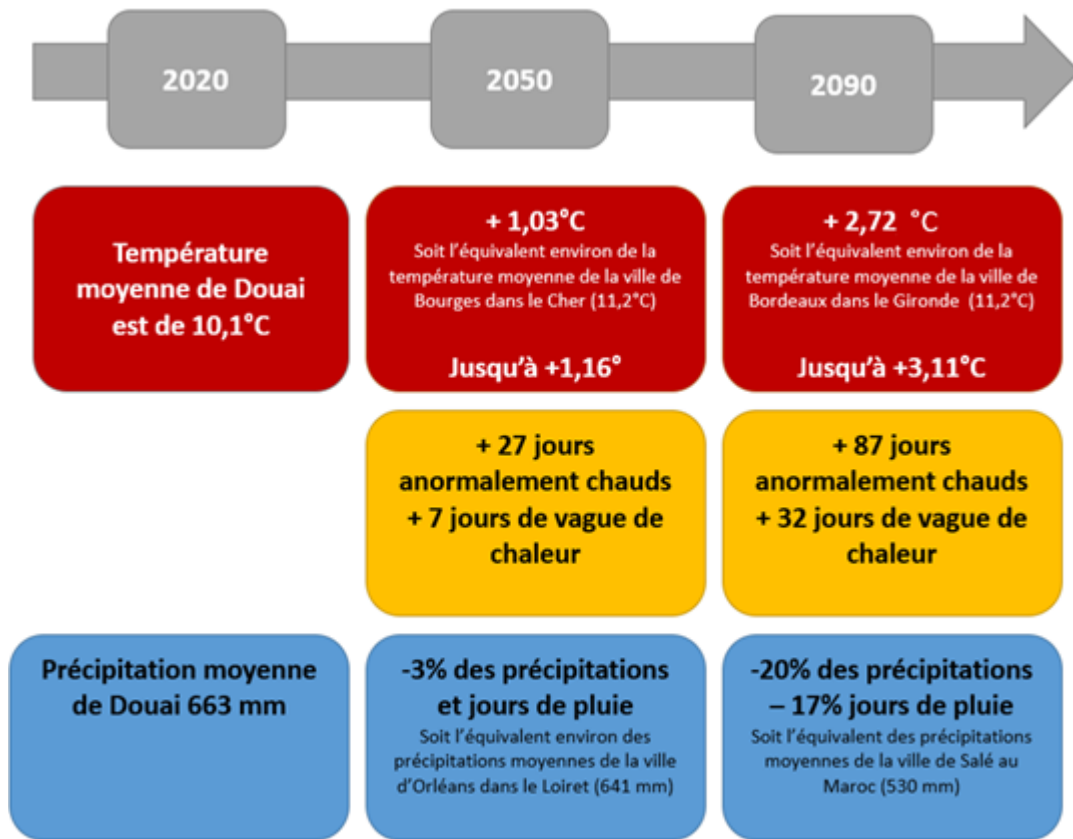 2020
2050
2090
Température
moyenne de Douai
est de 10,1°C
+ 1,03°C
Soit l'équivalent environ de la
température moyenne de la ville de
Bourges dans le Cher (11,2°C)
Jusqu'à +1,16°
+ 2,72 °C
Soit l'équivalent environ de la
température moyenne de la ville de
Bordeaux dans le Gironde (11,2°C)
Jusqu'à +3,11°C
+ 27 jours
anormalement chauds
+ 7 jours de vague de
chaleur
+ 87 jours
anormalement chauds
+ 32 jours de vague de
chaleur
Précipitation moyenne
de Douai 663 mm
-3% des précipitations
et jours de pluie
Soit l'équivalent environ des
précipitations moyennes de la ville
d'Orléans dans le Loiret (641 mm)
-20% des précipitations
– 17% jours de pluie
Soit l'équivalent des précipitations
moyennes de la ville de Salé au
Maroc (530 mm)